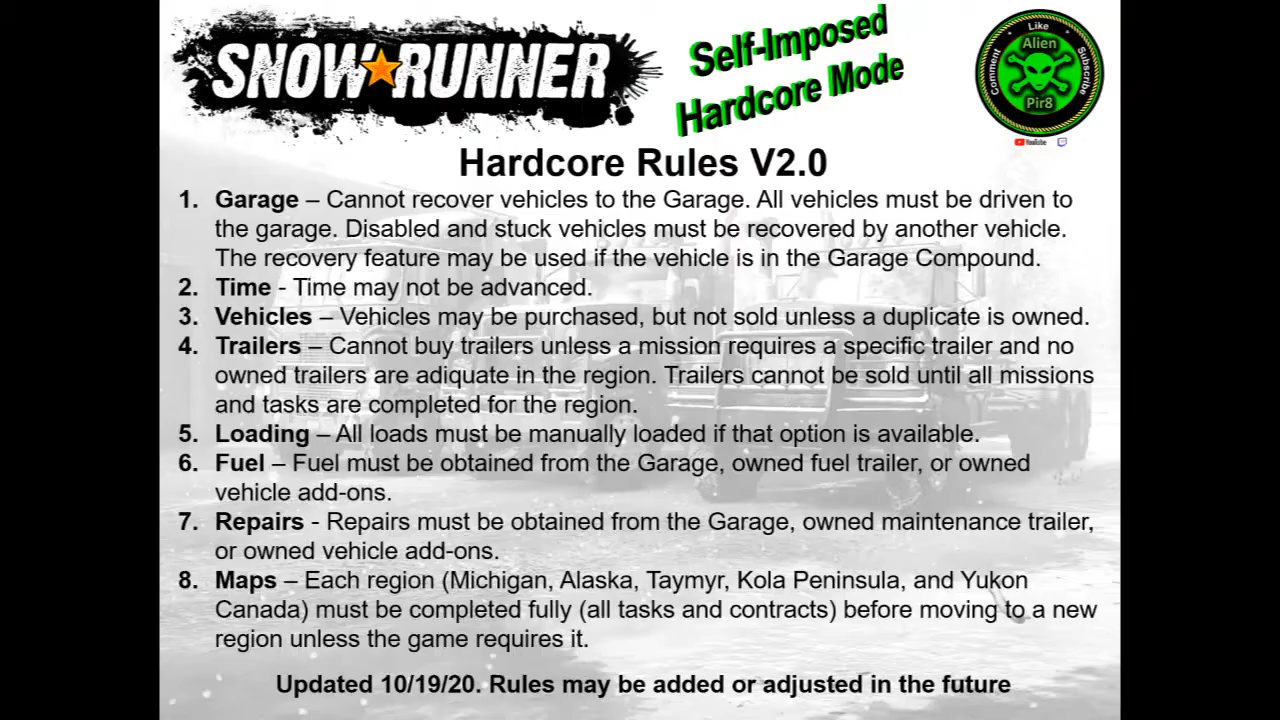 SNOW RUNNER
Self-Imposed
Hardcore Mode
Like
Comment
Subscribe
Alien
Pir8
YouTube
Hardcore Rules V2.0
1. Garage – Cannot recover vehicles to the Garage. All vehicles must be driven to
the garage. Disabled and stuck vehicles must be recovered by another vehicle.
The recovery feature may be used if the vehicle is in the Garage Compound.
2. Time - Time may not be advanced.
3. Vehicles – Vehicles may be purchased, but not sold unless a duplicate is owned.
4. Trailers – Cannot buy trailers unless a mission requires a specific trailer and no
owned trailers are adiquate in the region. Trailers cannot be sold until all missions
and tasks are completed for the region.
5. Loading – All loads must be manually loaded if that option is available.
6. Fuel – Fuel must be obtained from the Garage, owned fuel trailer, or owned
vehicle add-ons.
7. Repairs - Repairs must be obtained from the Garage, owned maintenance trailer,
or owned vehicle add-ons.
8. Maps – Each region (Michigan, Alaska, Taymyr, Kola Peninsula, and Yukon
Canada) must be completed fully (all tasks and contracts) before moving to a new
region unless the game requires it.
Updated 10/19/20. Rules may be added or adjusted in the future